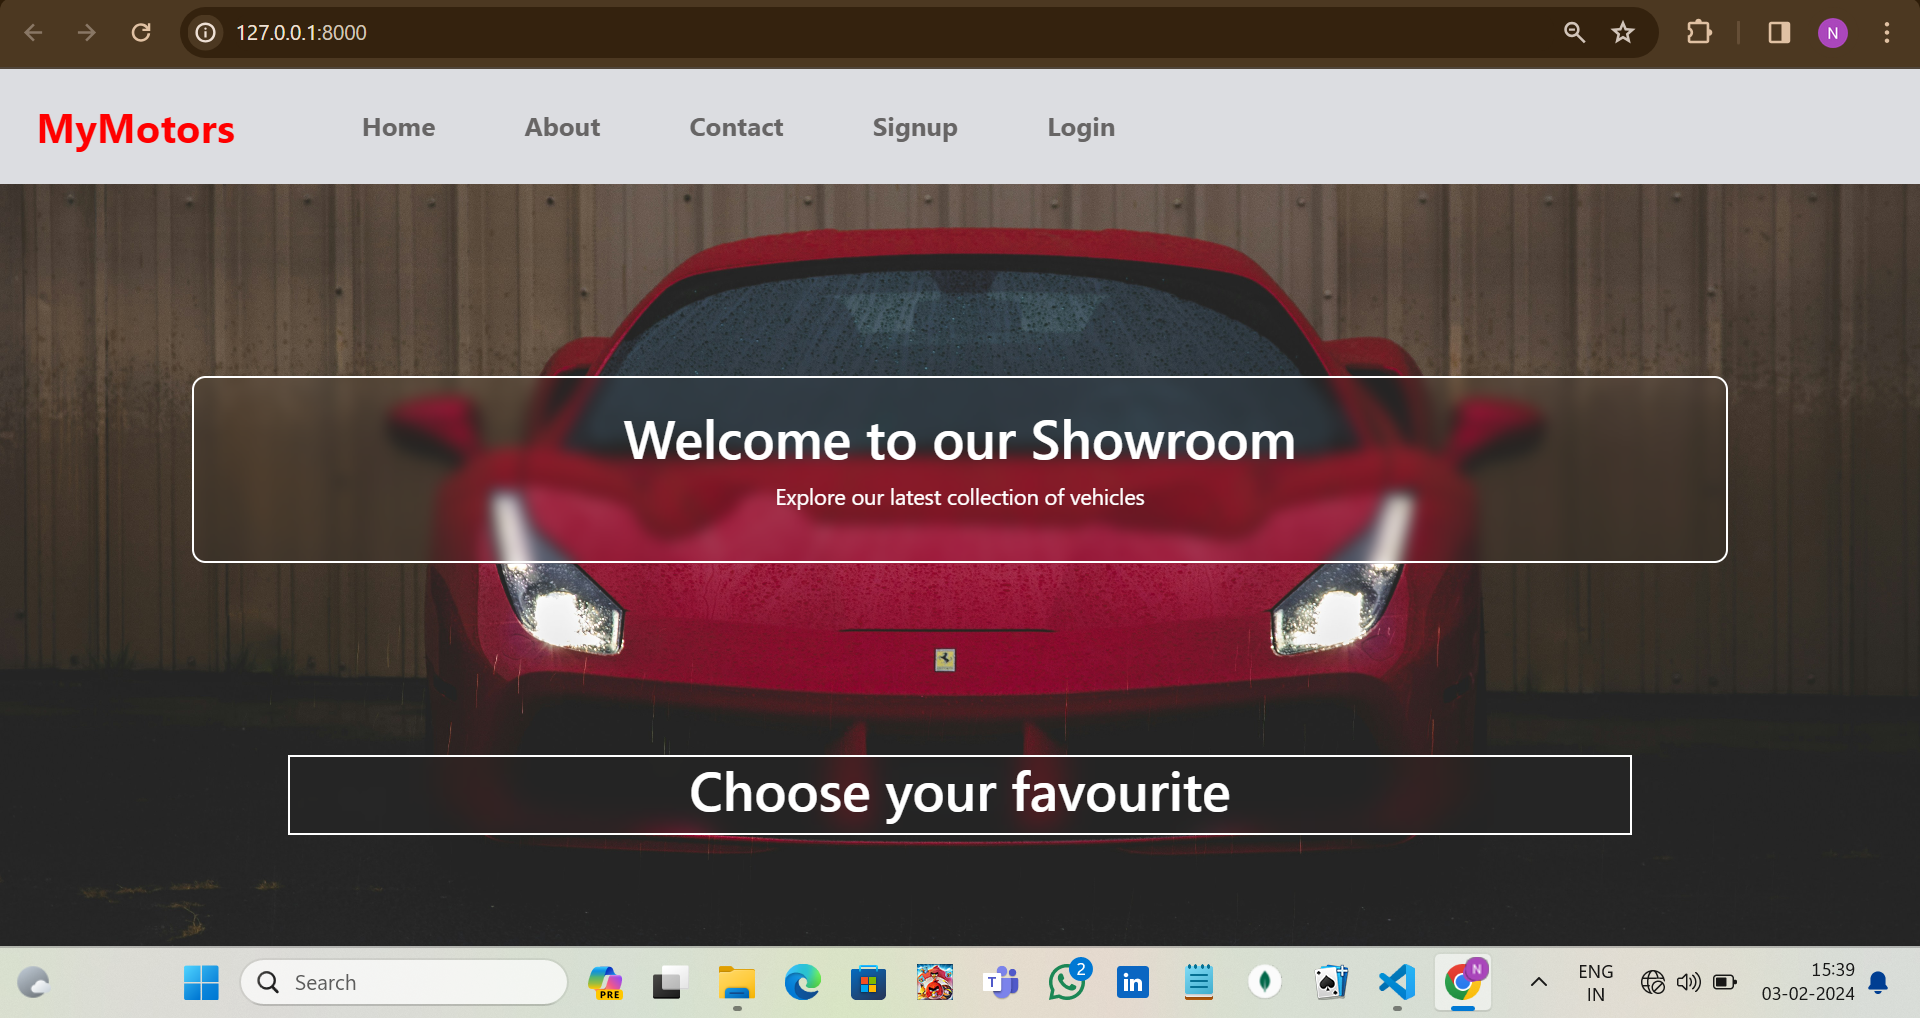 127.0.0.1:8000
N
MyMotors
Home About Contact Signup Login
Welcome to our Showroom
Explore our latest collection of vehicles
Choose your favourite
Search
PRE
T
2
in
N
ENG
IN
15:39
03-02-2024